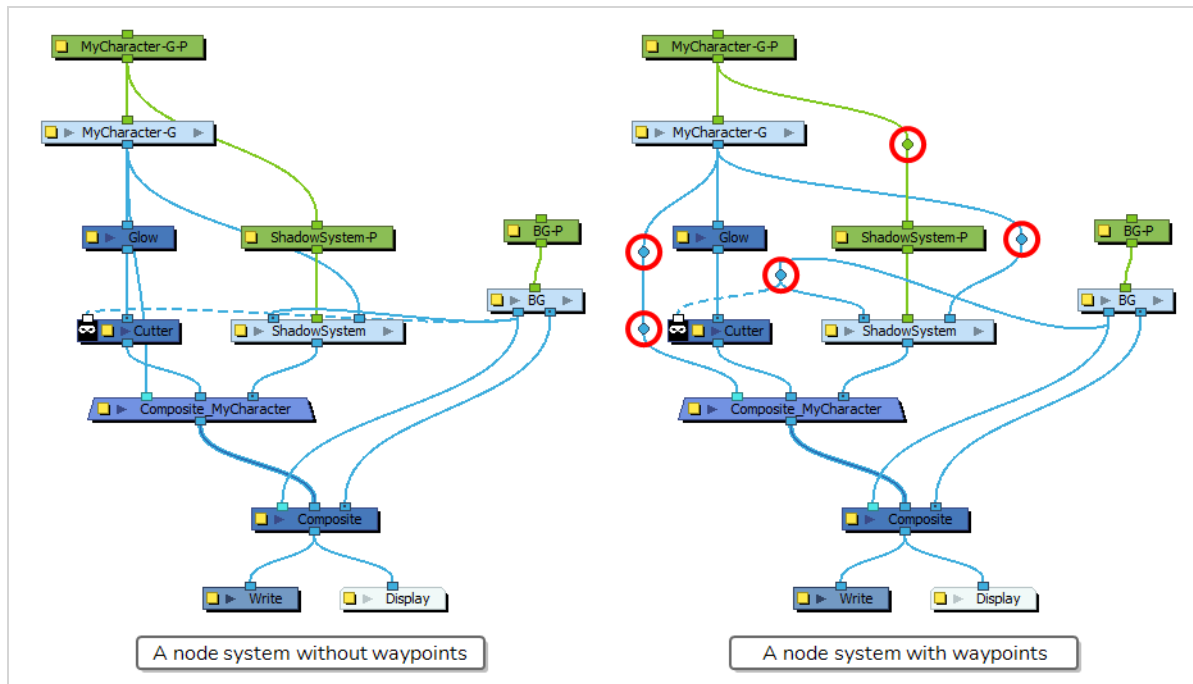 MyCharacter-G-P
MyCharacter-G
Glow
ShadowSystem-P
BG-P
BG
Cutter
ShadowSystem
Composite_MyCharacter
Composite
Write
Display
A node system without waypoints
MyCharacter-G-P
MyCharacter-G
Glow
ShadowSystem-P
BG-P
BG
Cutter
ShadowSystem
Composite_MyCharacter
Composite
Write
Display
A node system with waypoints